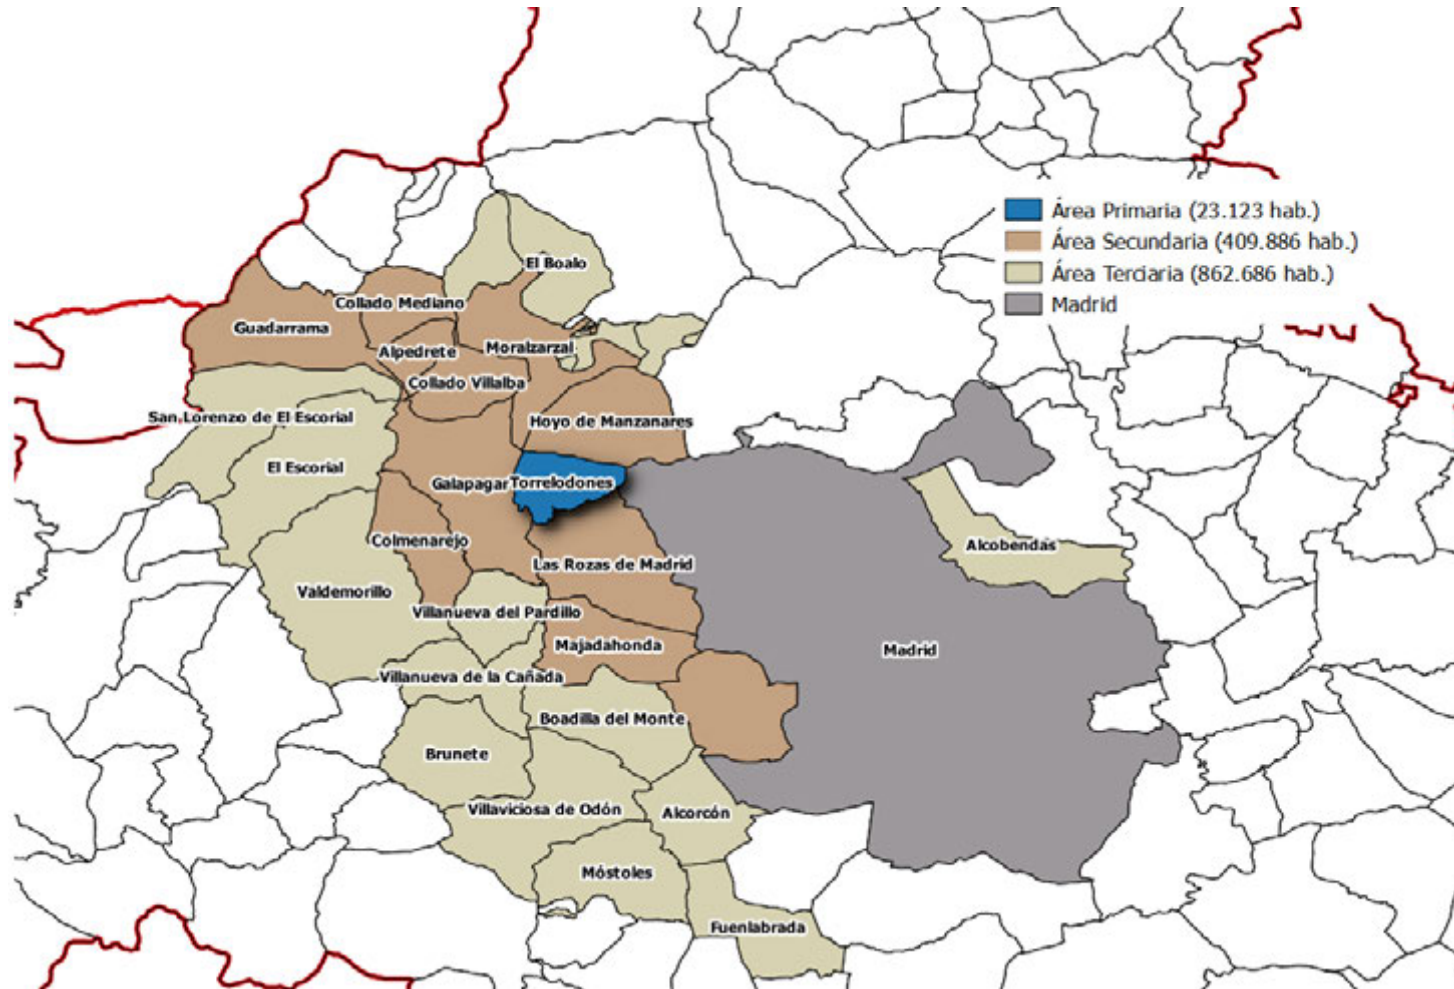 Área Primaria (23.123 hab.)
Área Secundaria (409.886 hab.)
Área Terciaria (862.686 hab.)
Madrid
El Boalo
Collado Mediano
Guadarrama
Alpedrete
Moralzarzal
Collado Villalba
San Lorenzo de El Escorial
Hoyo de Manzanares
El Escorial
Galapagar
Torrelodones
Colmenarejo
Alcobendas
Las Rozas de Madrid
Valdemorillo
Villanueva del Pardillo
Majadahonda
Madrid
Villanueva de la Cañada
Boadilla del Monte
Brunete
Villaviciosa de Odón
Alcorcón
Móstoles
Fuenlabrada